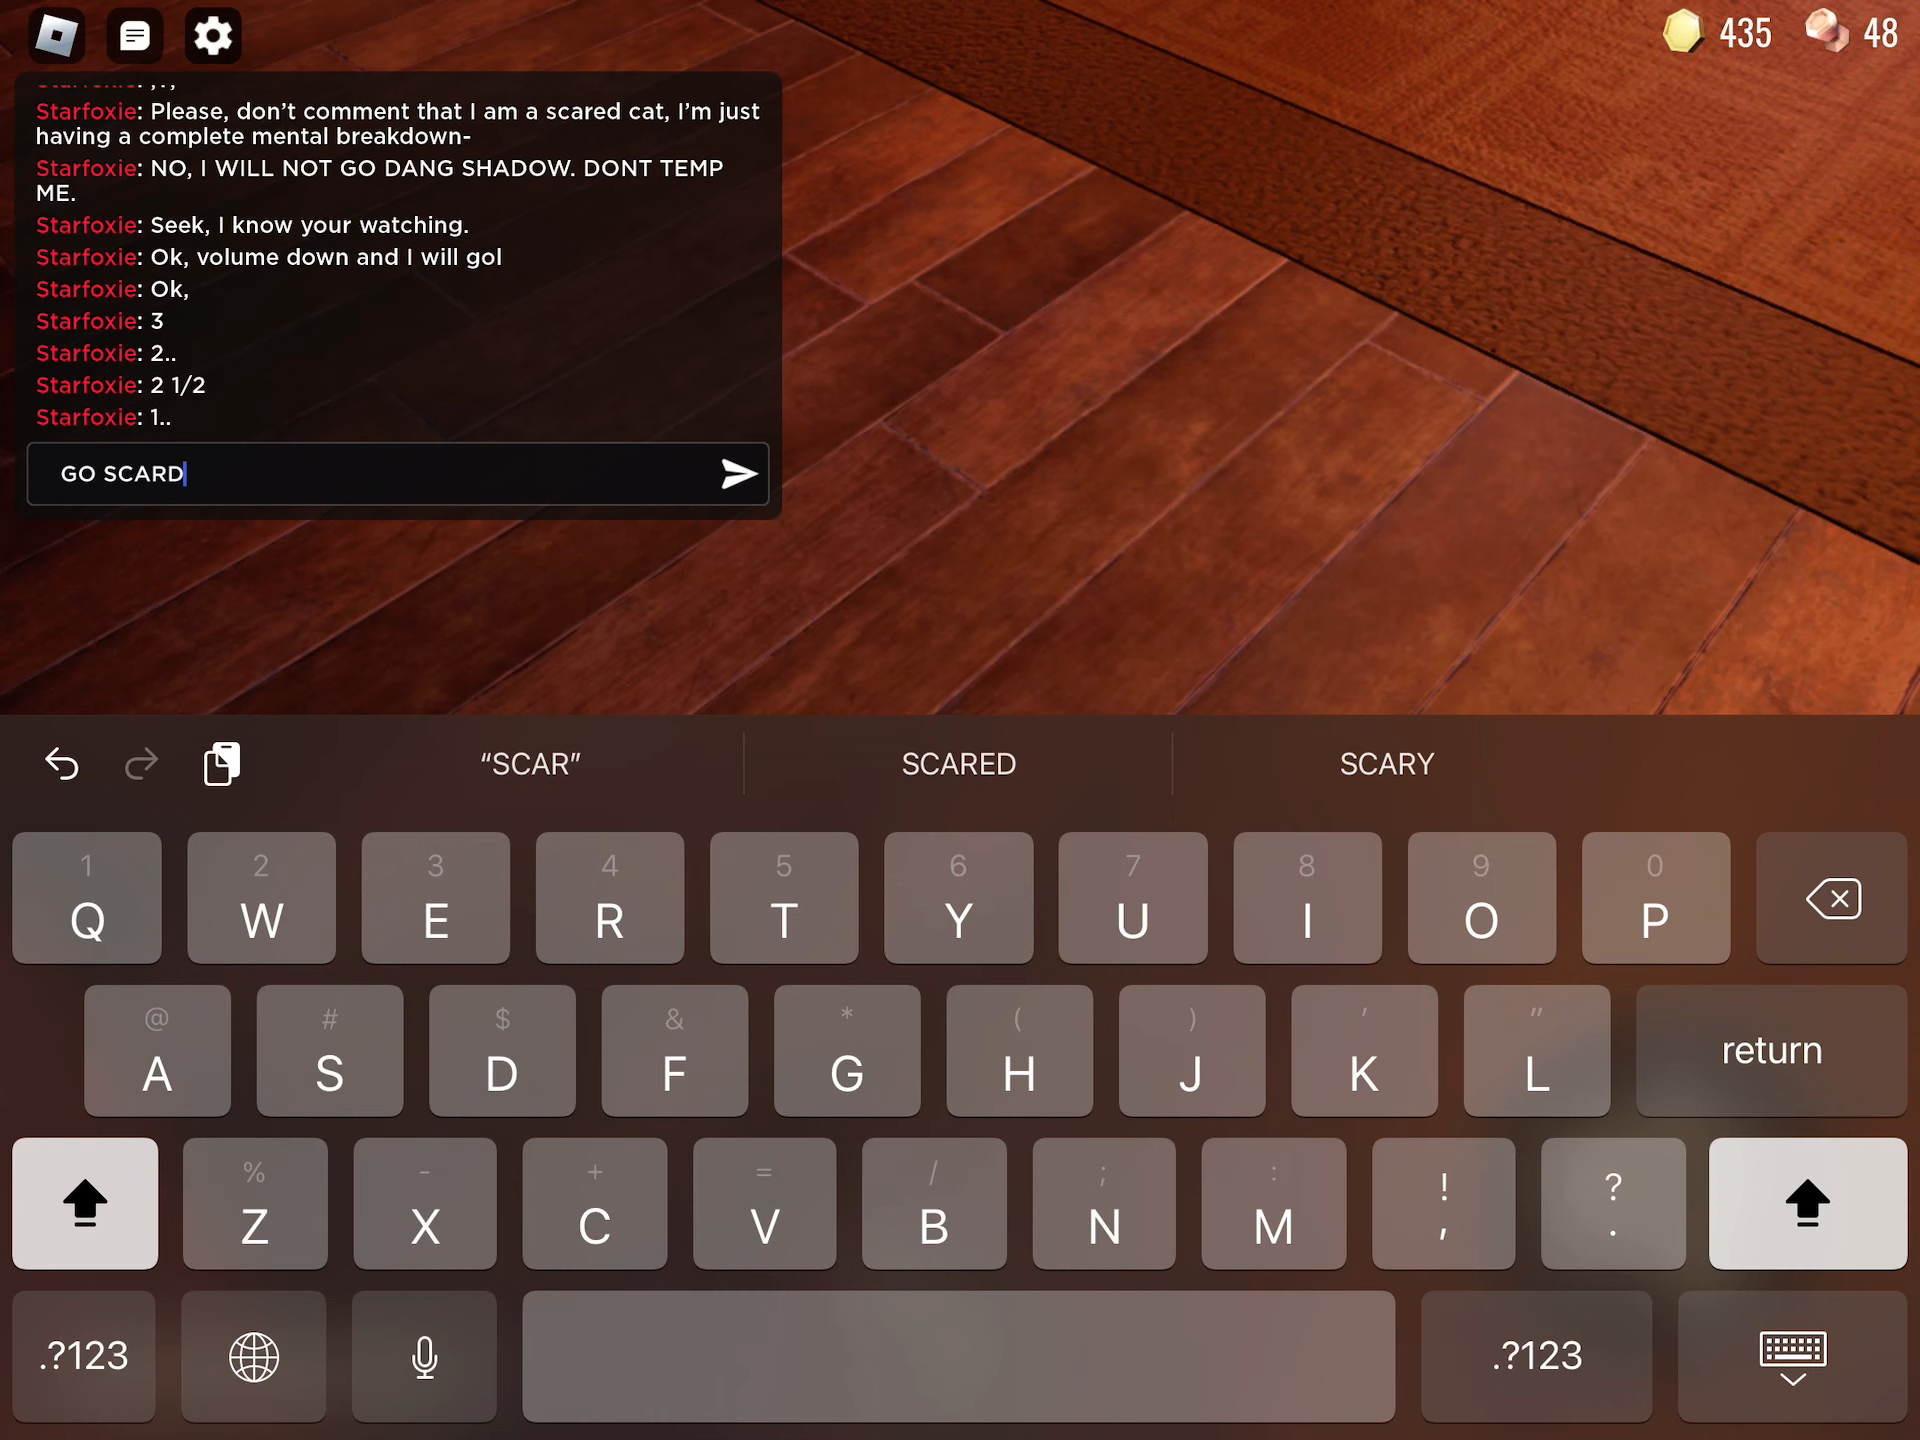 435 48
Starfoxie: Please, don’t comment that I am a scared cat, I’m just
having a complete mental breakdown-
Starfoxie: NO, I WILL NOT GO DANG SHADOW. DONT TEMP
ME.
Starfoxie: Seek, I know your watching.
Starfoxie: Ok, volume down and I will gol
Starfoxie: Ok,
Starfoxie: 3
Starfoxie: 2..
Starfoxie: 2 1/2
Starfoxie: 1..
GO SCARD
“SCAR” SCARED SCARY
1 2 3 4 5 6 7 8 9 0
Q W E R T Y U I O P
@ # $ & * ( ) ' "
A S D F G H J K L return
% - + = / ; : ! ?
Z X C V B N M , .
.?123 .?123